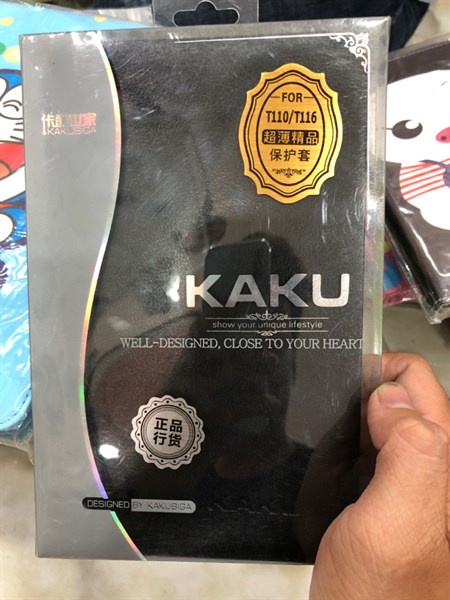 卡酷世家
KAKUSIGA
FOR
T110/T116
超薄精品
保护套
KAKU
show your unique lifestyle
WELL-DESIGNED, CLOSE TO YOUR HEART
正品
行货
DESIGNED BY KAKUSIGA